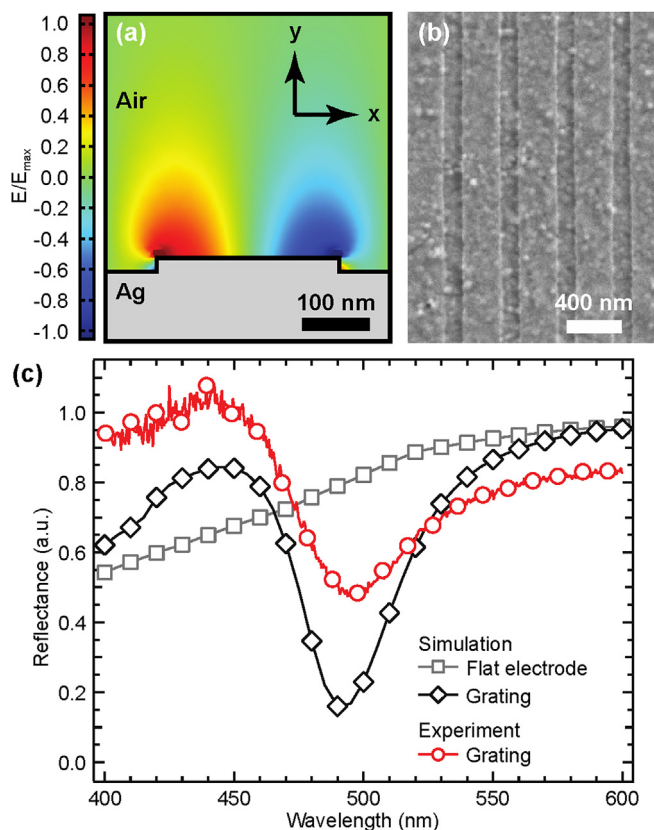 (a)
y
x
Air
Ag
100 nm
E/Emax
1.0
0.8
0.6
0.4
0.2
0.0
-0.2
-0.4
-0.6
-0.8
-1.0
(b)
400 nm
(c)
Reflectance (a.u.)
1.0
0.8
0.6
0.4
0.2
0.0
Simulation
Flat electrode
Grating
Experiment
Grating
400
450
500
550
600
Wavelength (nm)